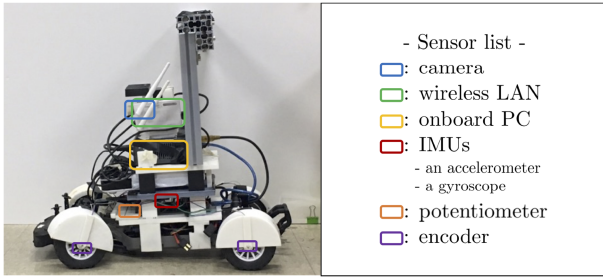 - Sensor list -
: camera
: wireless LAN
: onboard PC
: IMUs
- an accelerometer
- a gyroscope
: potentiometer
: encoder